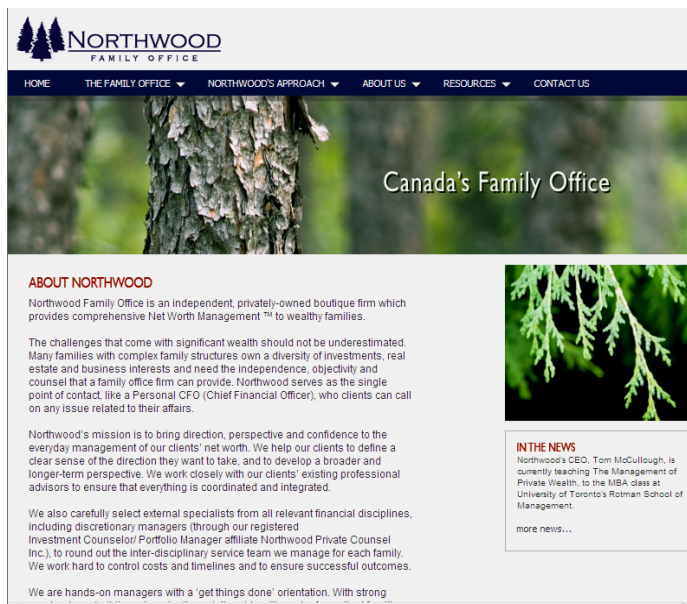 NORTHWOOD
FAMILY OFFICE
HOME THE FAMILY OFFICE NORTHWOOD'S APPROACH ABOUT US RESOURCES CONTACT US
Canada's Family Office
ABOUT NORTHWOOD
Northwood Family Office is an independent, privately-owned boutique firm which
provides comprehensive Net Worth Management ™ to wealthy families.
The challenges that come with significant wealth should not be underestimated.
Many families with complex family structures own a diversity of investments, real
estate and business interests and need the independence, objectivity and
counsel that a family office firm can provide. Northwood serves as the single
point of contact, like a Personal CFO (Chief Financial Officer), who clients can call
on any issue related to their affairs.
Northwood's mission is to bring direction, perspective and confidence to the
everyday management of our clients' net worth. We help our clients to define a
clear sense of the direction they want to take, and to develop a broader and
longer-term perspective. We work closely with our clients' existing professional
advisors to ensure that everything is coordinated and integrated.
We also carefully select external specialists from all relevant financial disciplines,
including discretionary managers (through our registered
Investment Counselor/ Portfolio Manager affiliate Northwood Private Counsel
Inc.), to round out the inter-disciplinary service team we manage for each family.
We work hard to control costs and timelines and to ensure successful outcomes.
We are hands-on managers with a 'get things done' orientation. With strong
IN THE NEWS
Northwood's CEO, Tom McCullough, is
currently teaching The Management of
Private Wealth, to the MBA class at
University of Toronto's Rotman School of
Management.
more news...